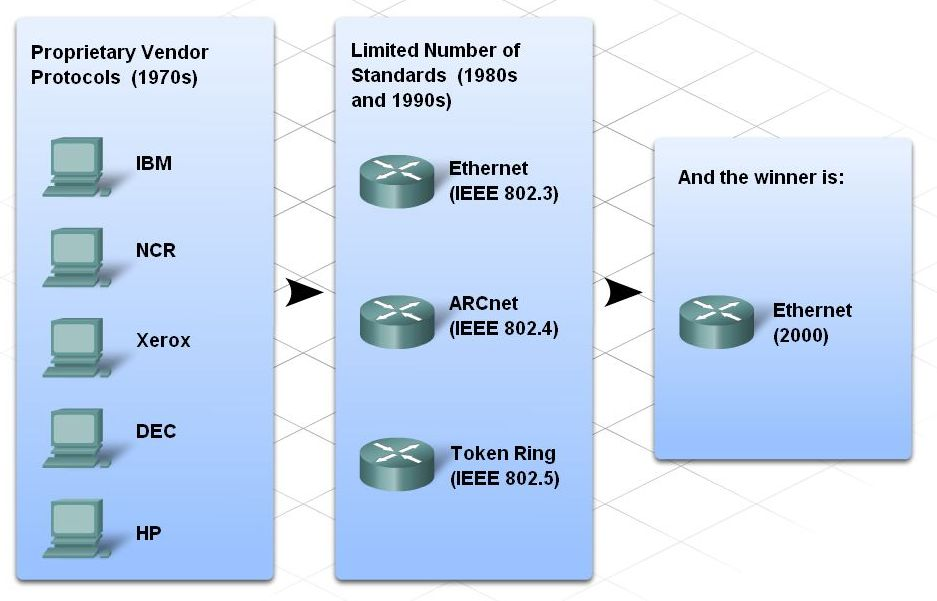 Proprietary Vendor
Protocols (1970s)
IBM
NCR
Xerox
DEC
HP
Limited Number of
Standards (1980s
and 1990s)
Ethernet
(IEEE 802.3)
ARCnet
(IEEE 802.4)
Token Ring
(IEEE 802.5)
And the winner is:
Ethernet
(2000)